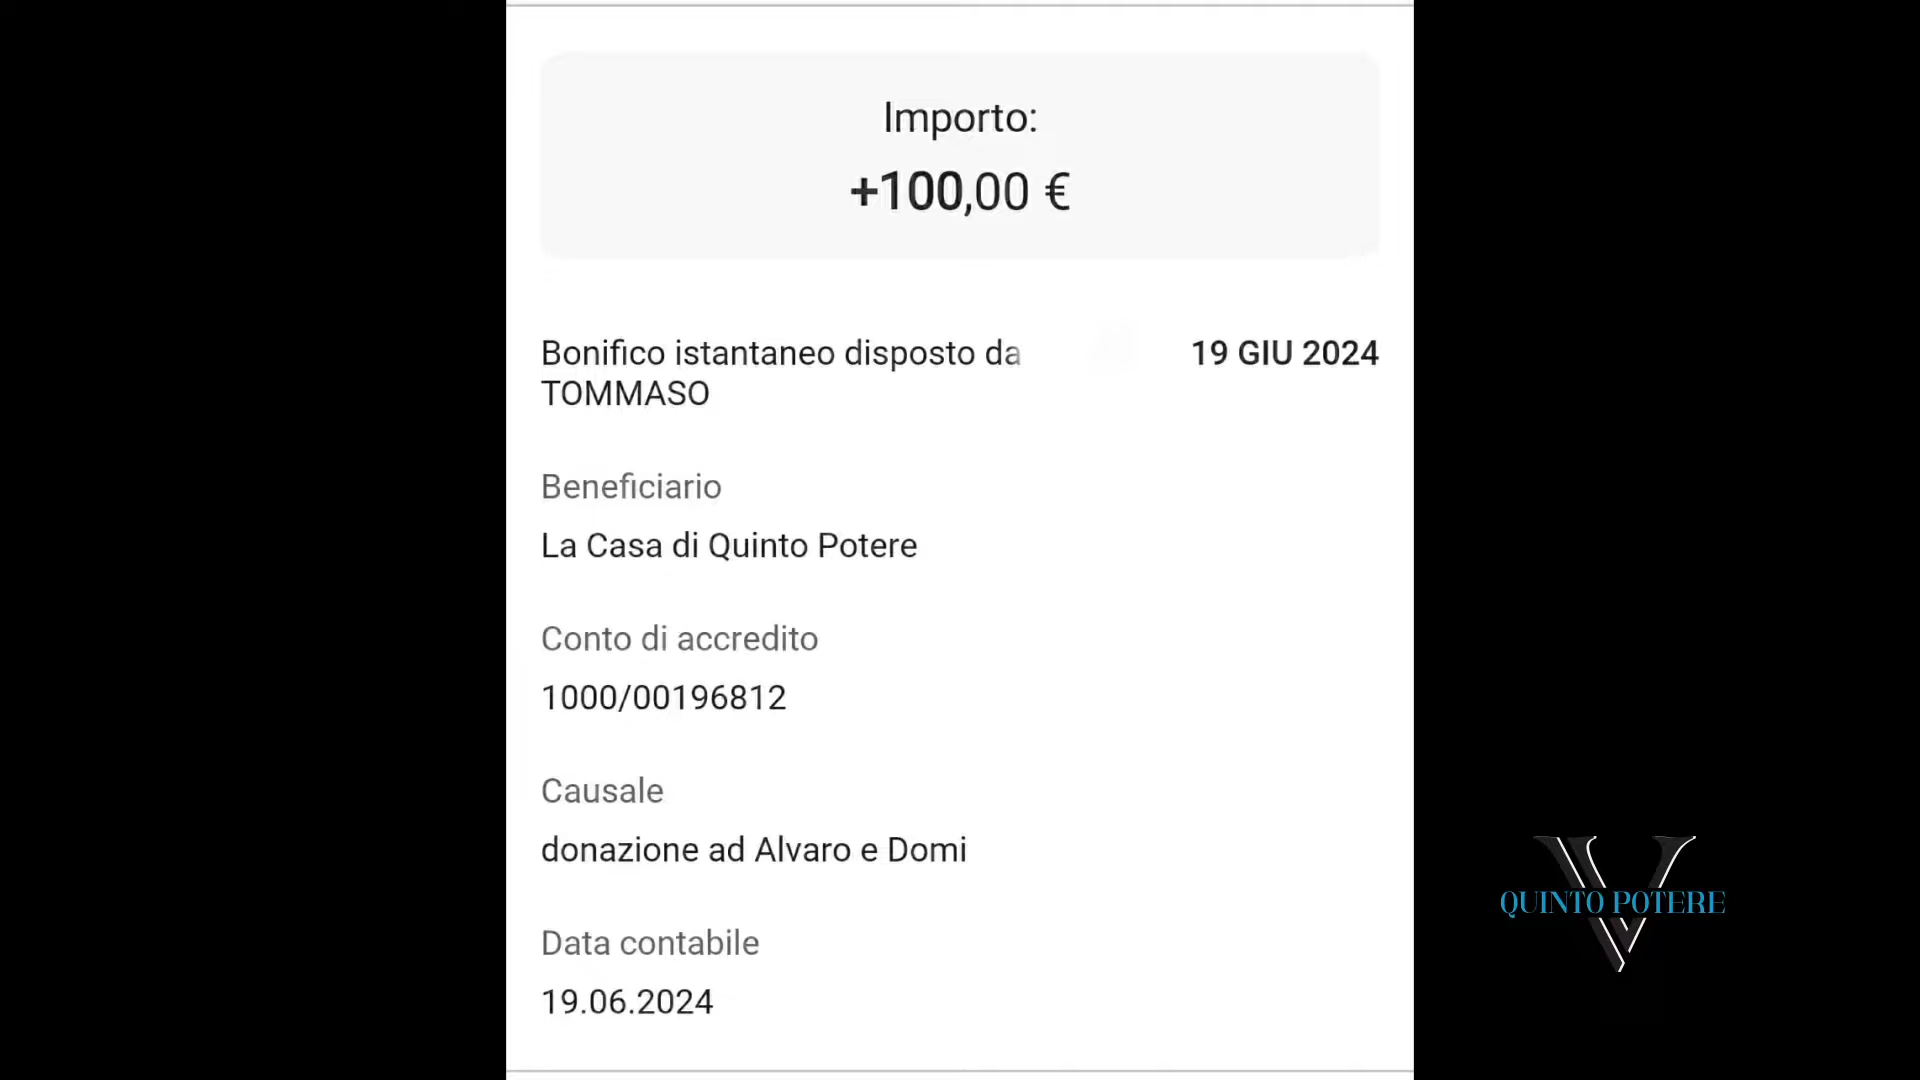 Importo:
+100,00 €
Bonifico istantaneo disposto da
19 GIU 2024
TOMMASO
Beneficiario
La Casa di Quinto Potere
Conto di accredito
1000/00196812
Causale
donazione ad Alvaro e Domi
Data contabile
19.06.2024
V
QUINTO POTERE